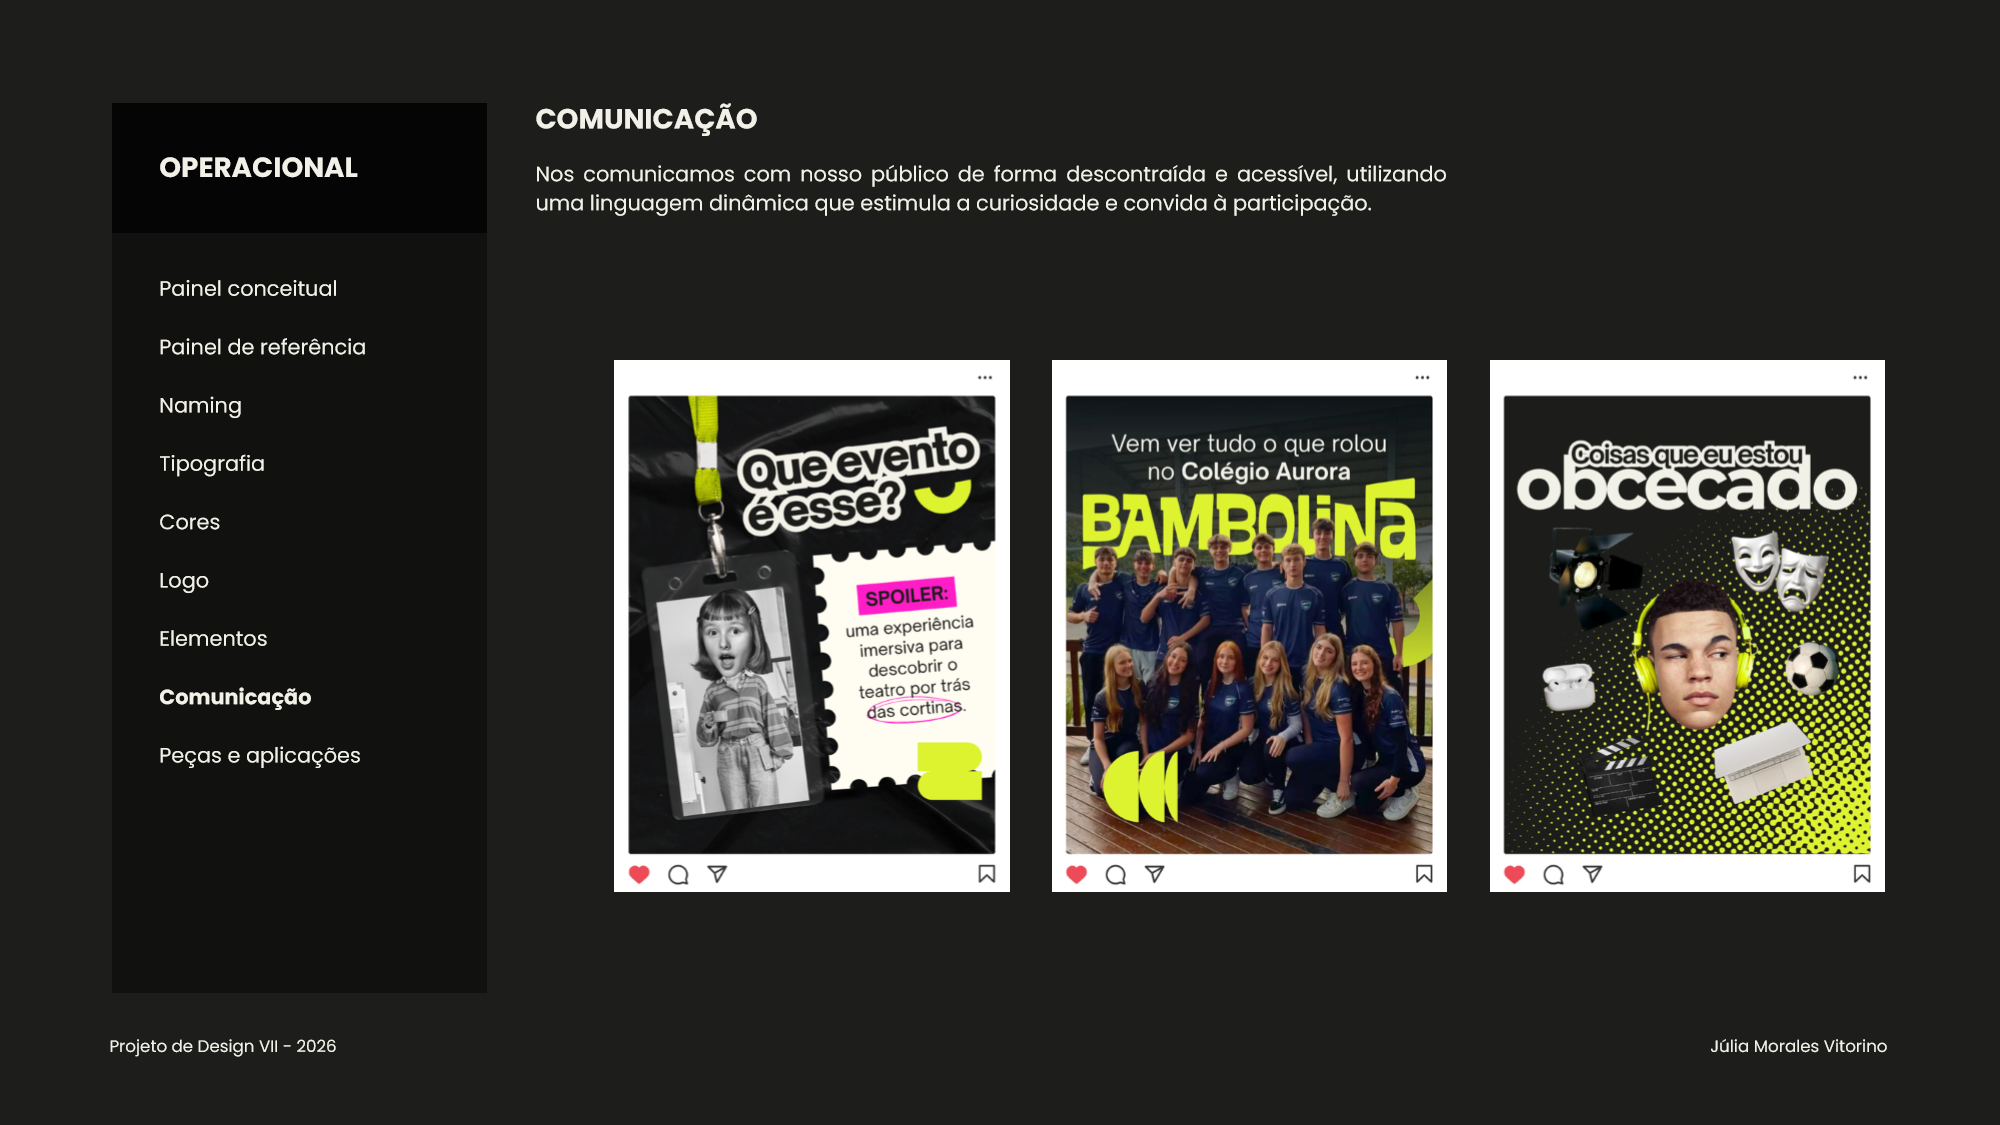 OPERACIONAL
Painel conceitual
Painel de referência
Naming
Tipografia
Cores
Logo
Elementos
Comunicação
Peças e aplicações
COMUNICAÇÃO
Nos comunicamos com nosso público de forma descontraída e acessível, utilizando
uma linguagem dinâmica que estimula a curiosidade e convida à participação.
Que evento
é esse?
SPOILER:
uma experiência
imersiva para
descobrir o
teatro por trás
das cortinas.
Vem ver tudo o que rolou
no Colégio Aurora
BAMBOLINA
Coisas que eu estou
obcecado
Projeto de Design VII - 2026
Júlia Morales Vitorino